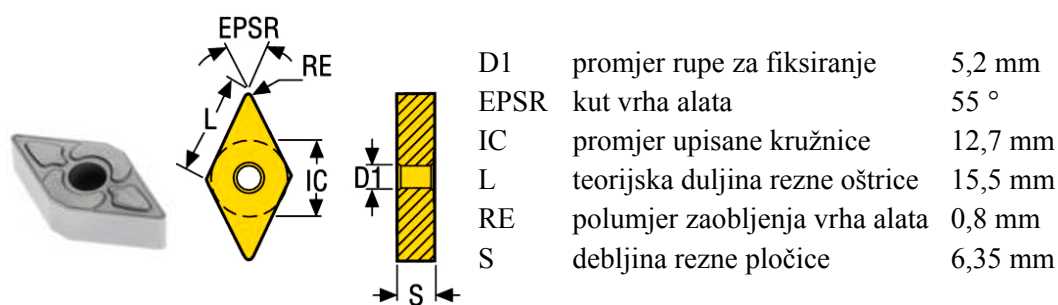 EPSR
RE
L
IC
D1
S
D1 promjer rupe za fiksiranje 5,2 mm
EPSR kut vrha alata 55 °
IC promjer upisane kružnice 12,7 mm
L teorijska duljina rezne oštrice 15,5 mm
RE polumjer zaobljenja vrha alata 0,8 mm
S debljina rezne pločice 6,35 mm